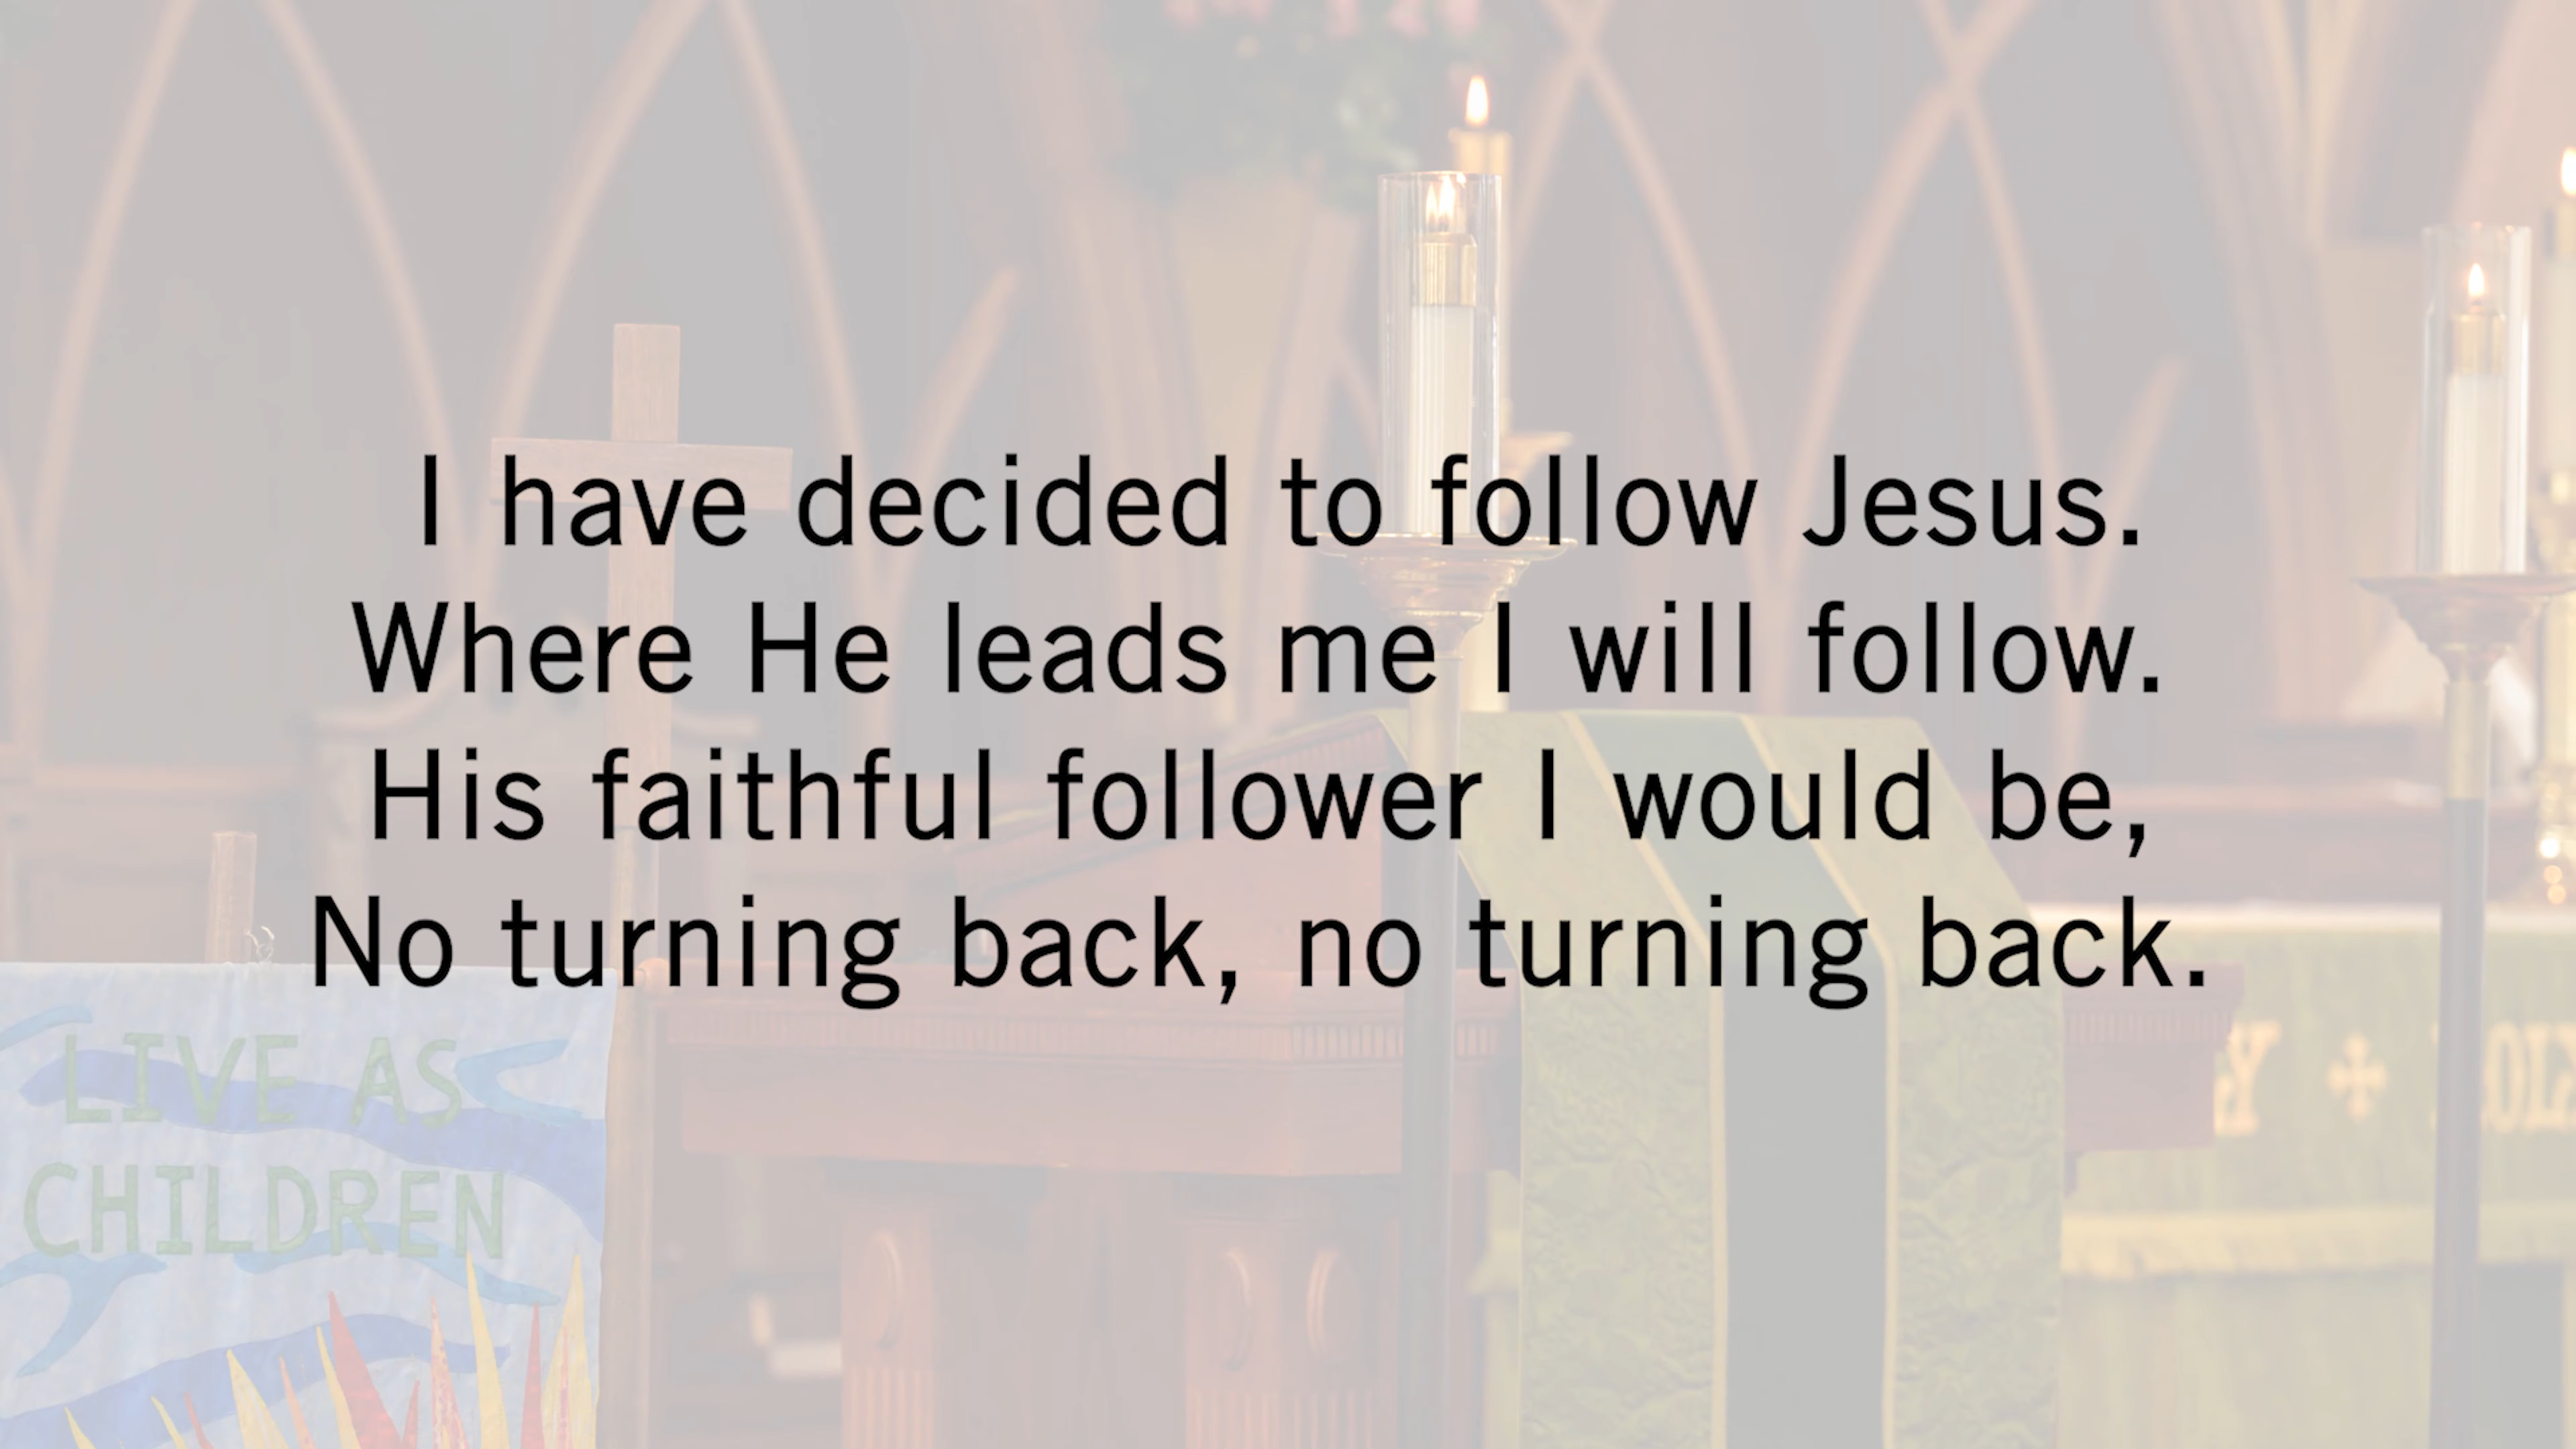 I have decided to follow Jesus.
Where He leads me I will follow.
His faithful follower I would be,
No turning back, no turning back.
LIVE AS
CHILDREN